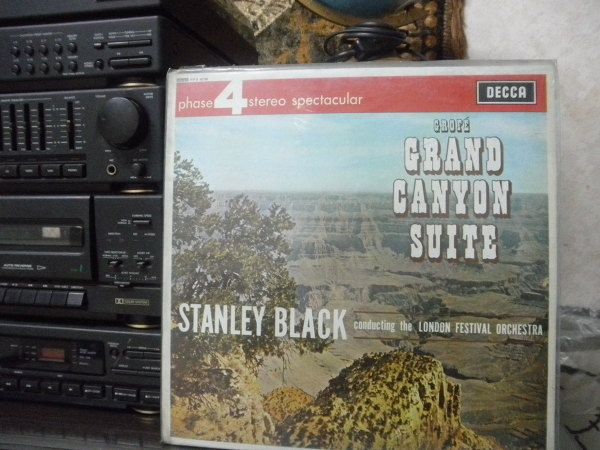 phase 4 stereo spectacular
DECCA
GROFÉ
GRAND
CANYON
SUITE
STANLEY BLACK conducting the LONDON FESTIVAL ORCHESTRA